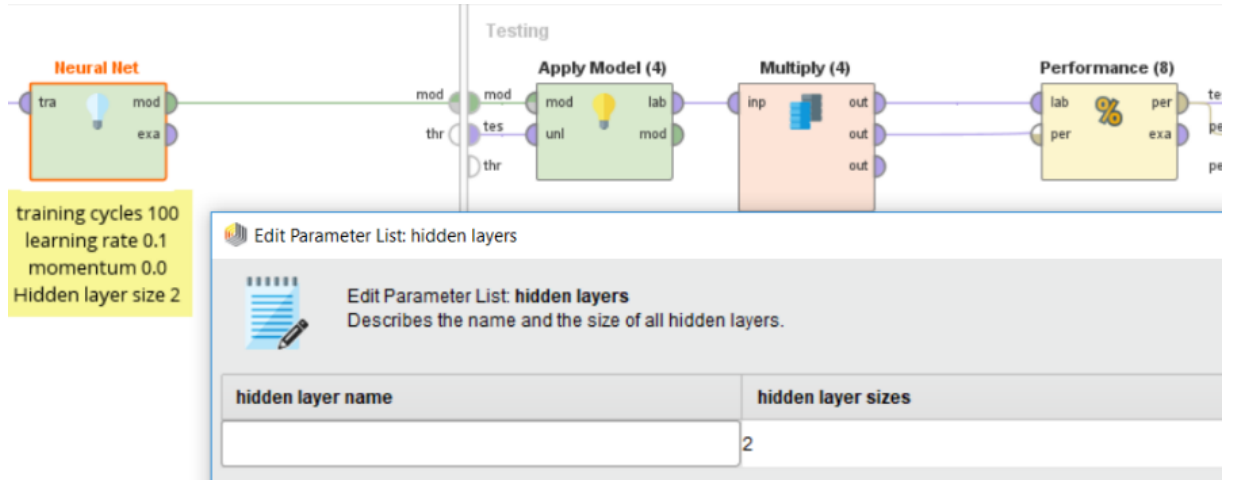 Testing
Neural Net
tra mod
exa
mod
thr
mod
tes
thr
Apply Model (4)
mod lab
unl mod
Multiply (4)
inp out
out
out
Performance (8)
lab per
per exa
te
pe
pe
training cycles 100
learning rate 0.1
momentum 0.0
Hidden layer size 2
Edit Parameter List: hidden layers
Edit Parameter List: hidden layers
Describes the name and the size of all hidden layers.
hidden layer name hidden layer sizes
2